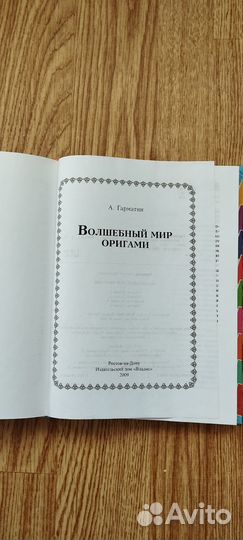 А. Гарматин
ВОЛШЕБНЫЙ МИР
ОРИГАМИ
Ростов-на-Дону
Издательский дом «Владис»
2009
Avito